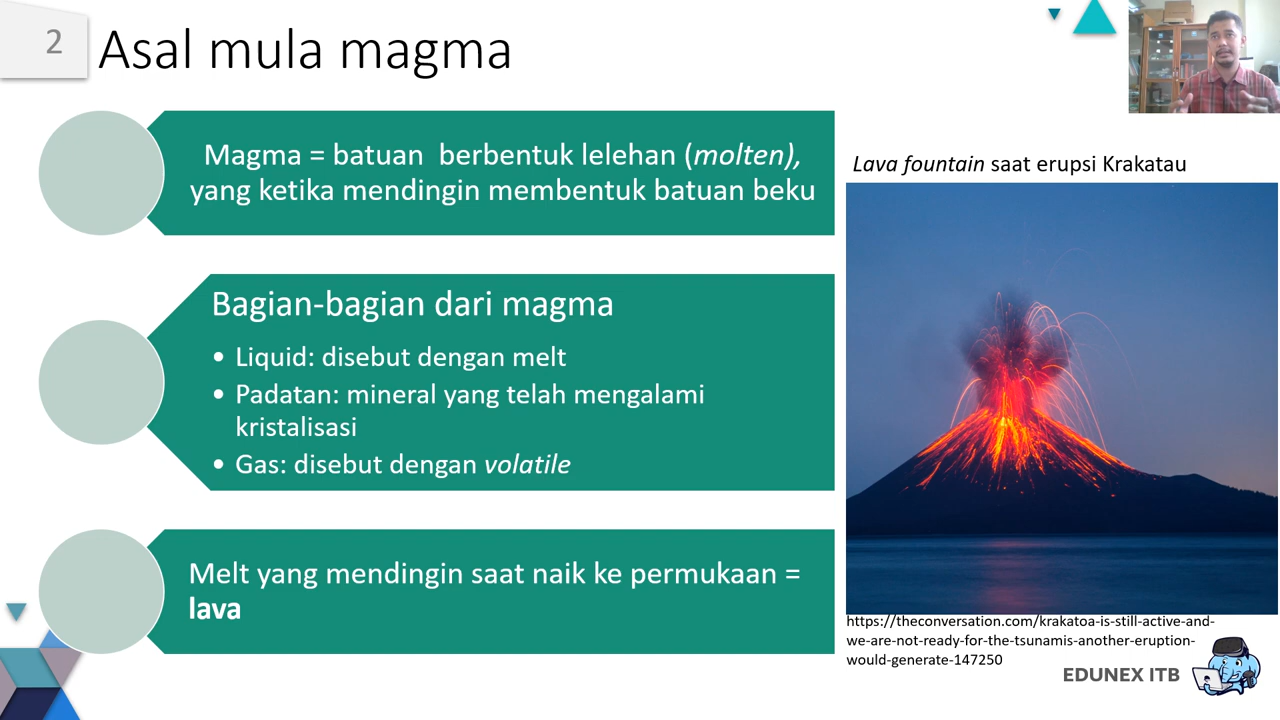 2
Asal mula magma
Magma = batuan berbentuk lelehan (molten),
yang ketika mendingin membentuk batuan beku
Bagian-bagian dari magma
• Liquid: disebut dengan melt
• Padatan: mineral yang telah mengalami
kristalisasi
• Gas: disebut dengan volatile
Melt yang mendingin saat naik ke permukaan =
lava
Lava fountain saat erupsi Krakatau
https://theconversation.com/krakatoa-is-still-active-and-
we-are-not-ready-for-the-tsunamis-another-eruption-
would-generate-147250
EDUNEX ITB